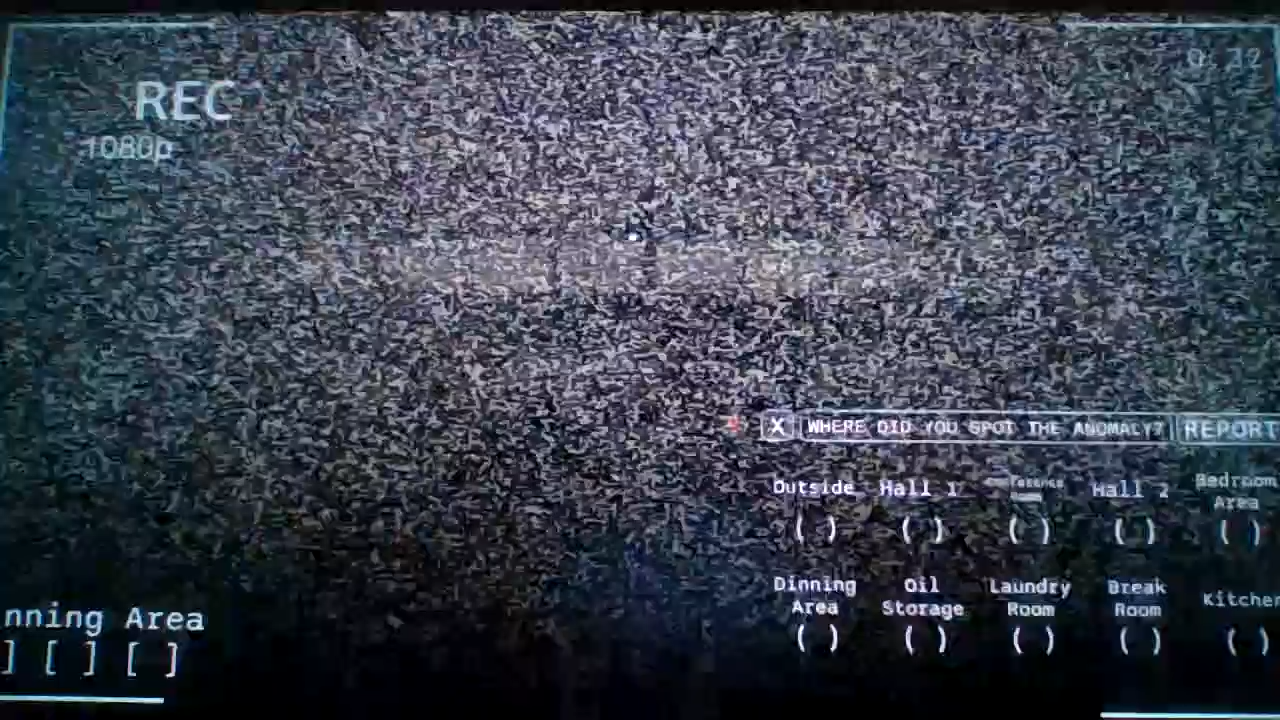 REC
1080p
X WHERE DID YOU SPOT THE ANOMALY? REPORT
Outside Hall 1 Hall 2 Bedroom Area
( ) ( ) ( ) ( ) ( )
Dinning Area Oil Storage Laundry Room Break Room Kitchen
( ) ( ) ( ) ( ) ( )
nning Area
] [ ] [ ]